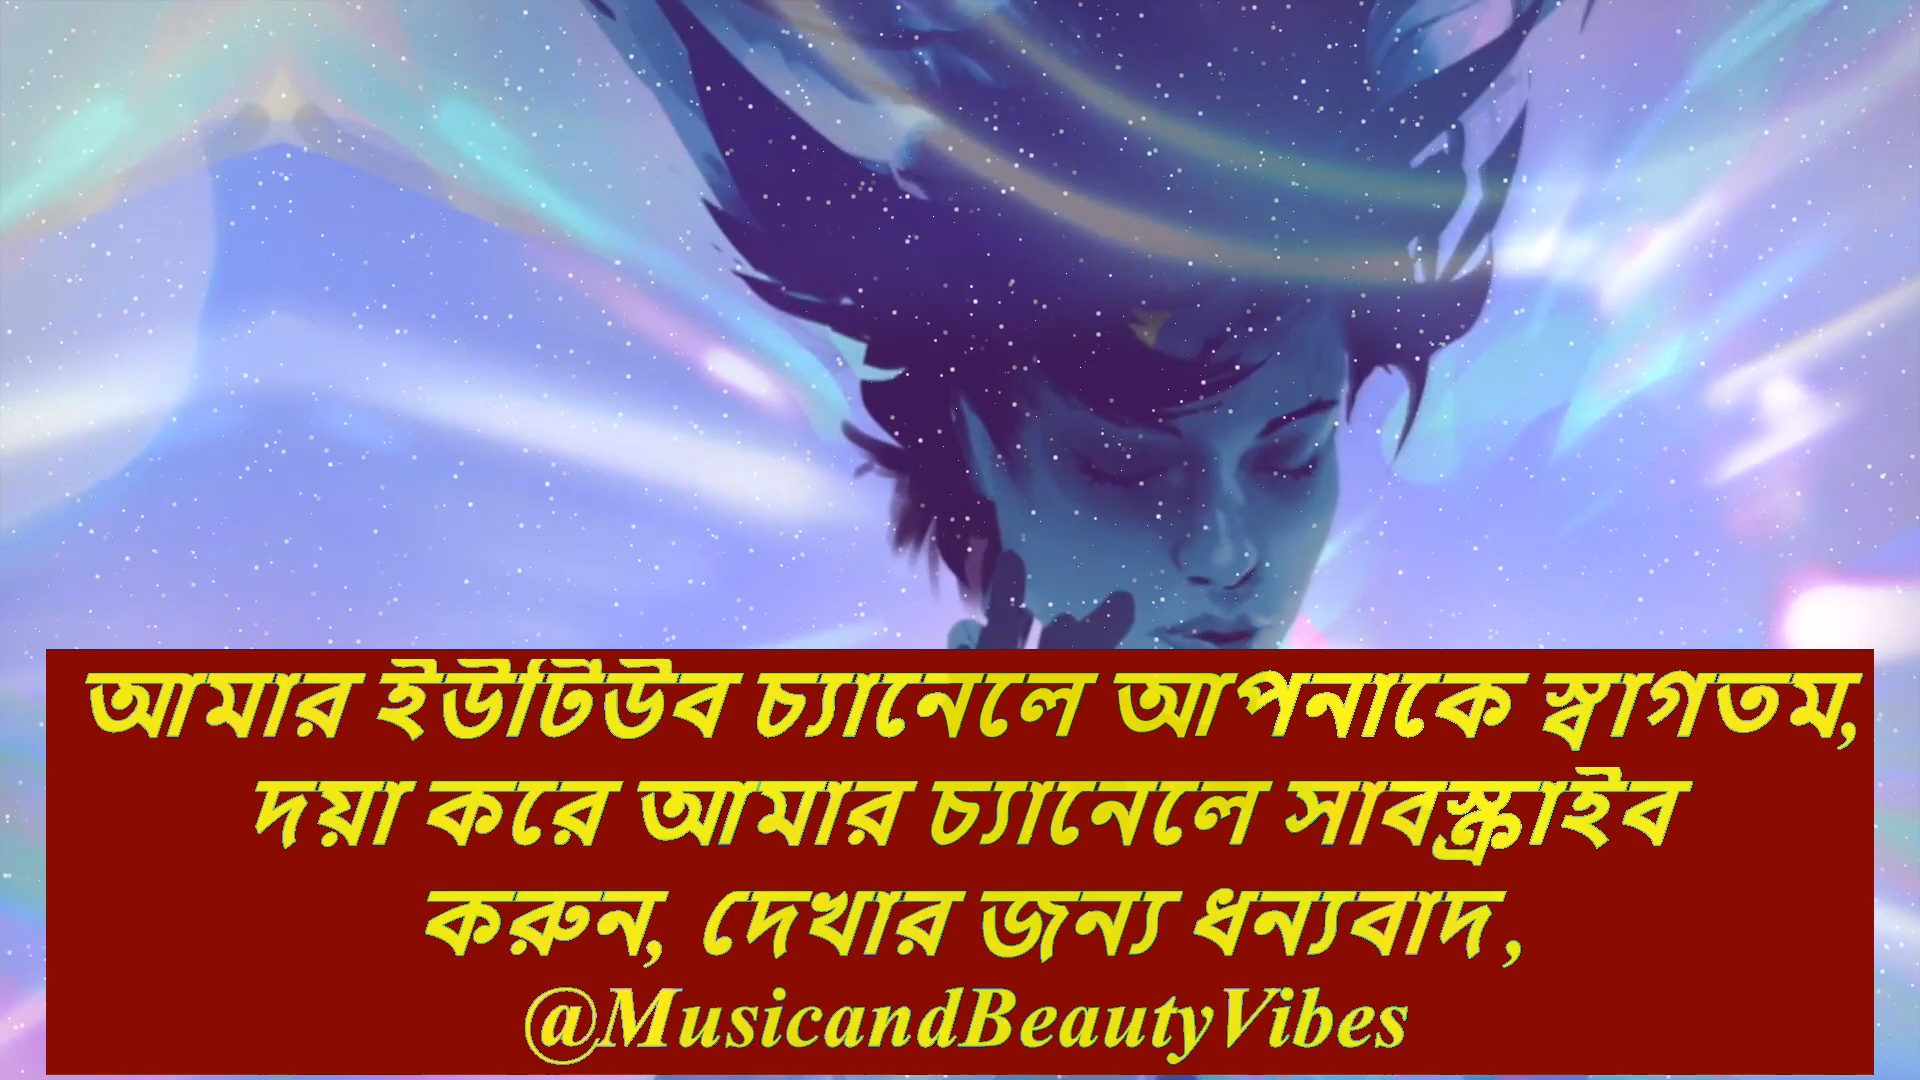 আমার ইউটিউব চ্যানেলে আপনাকে স্বাগতম,
দয়া করে আমার চ্যানেলে সাবস্ক্রাইব
করুন, দেখার জন্য ধন্যবাদ ,
@MusicandBeautyVibes